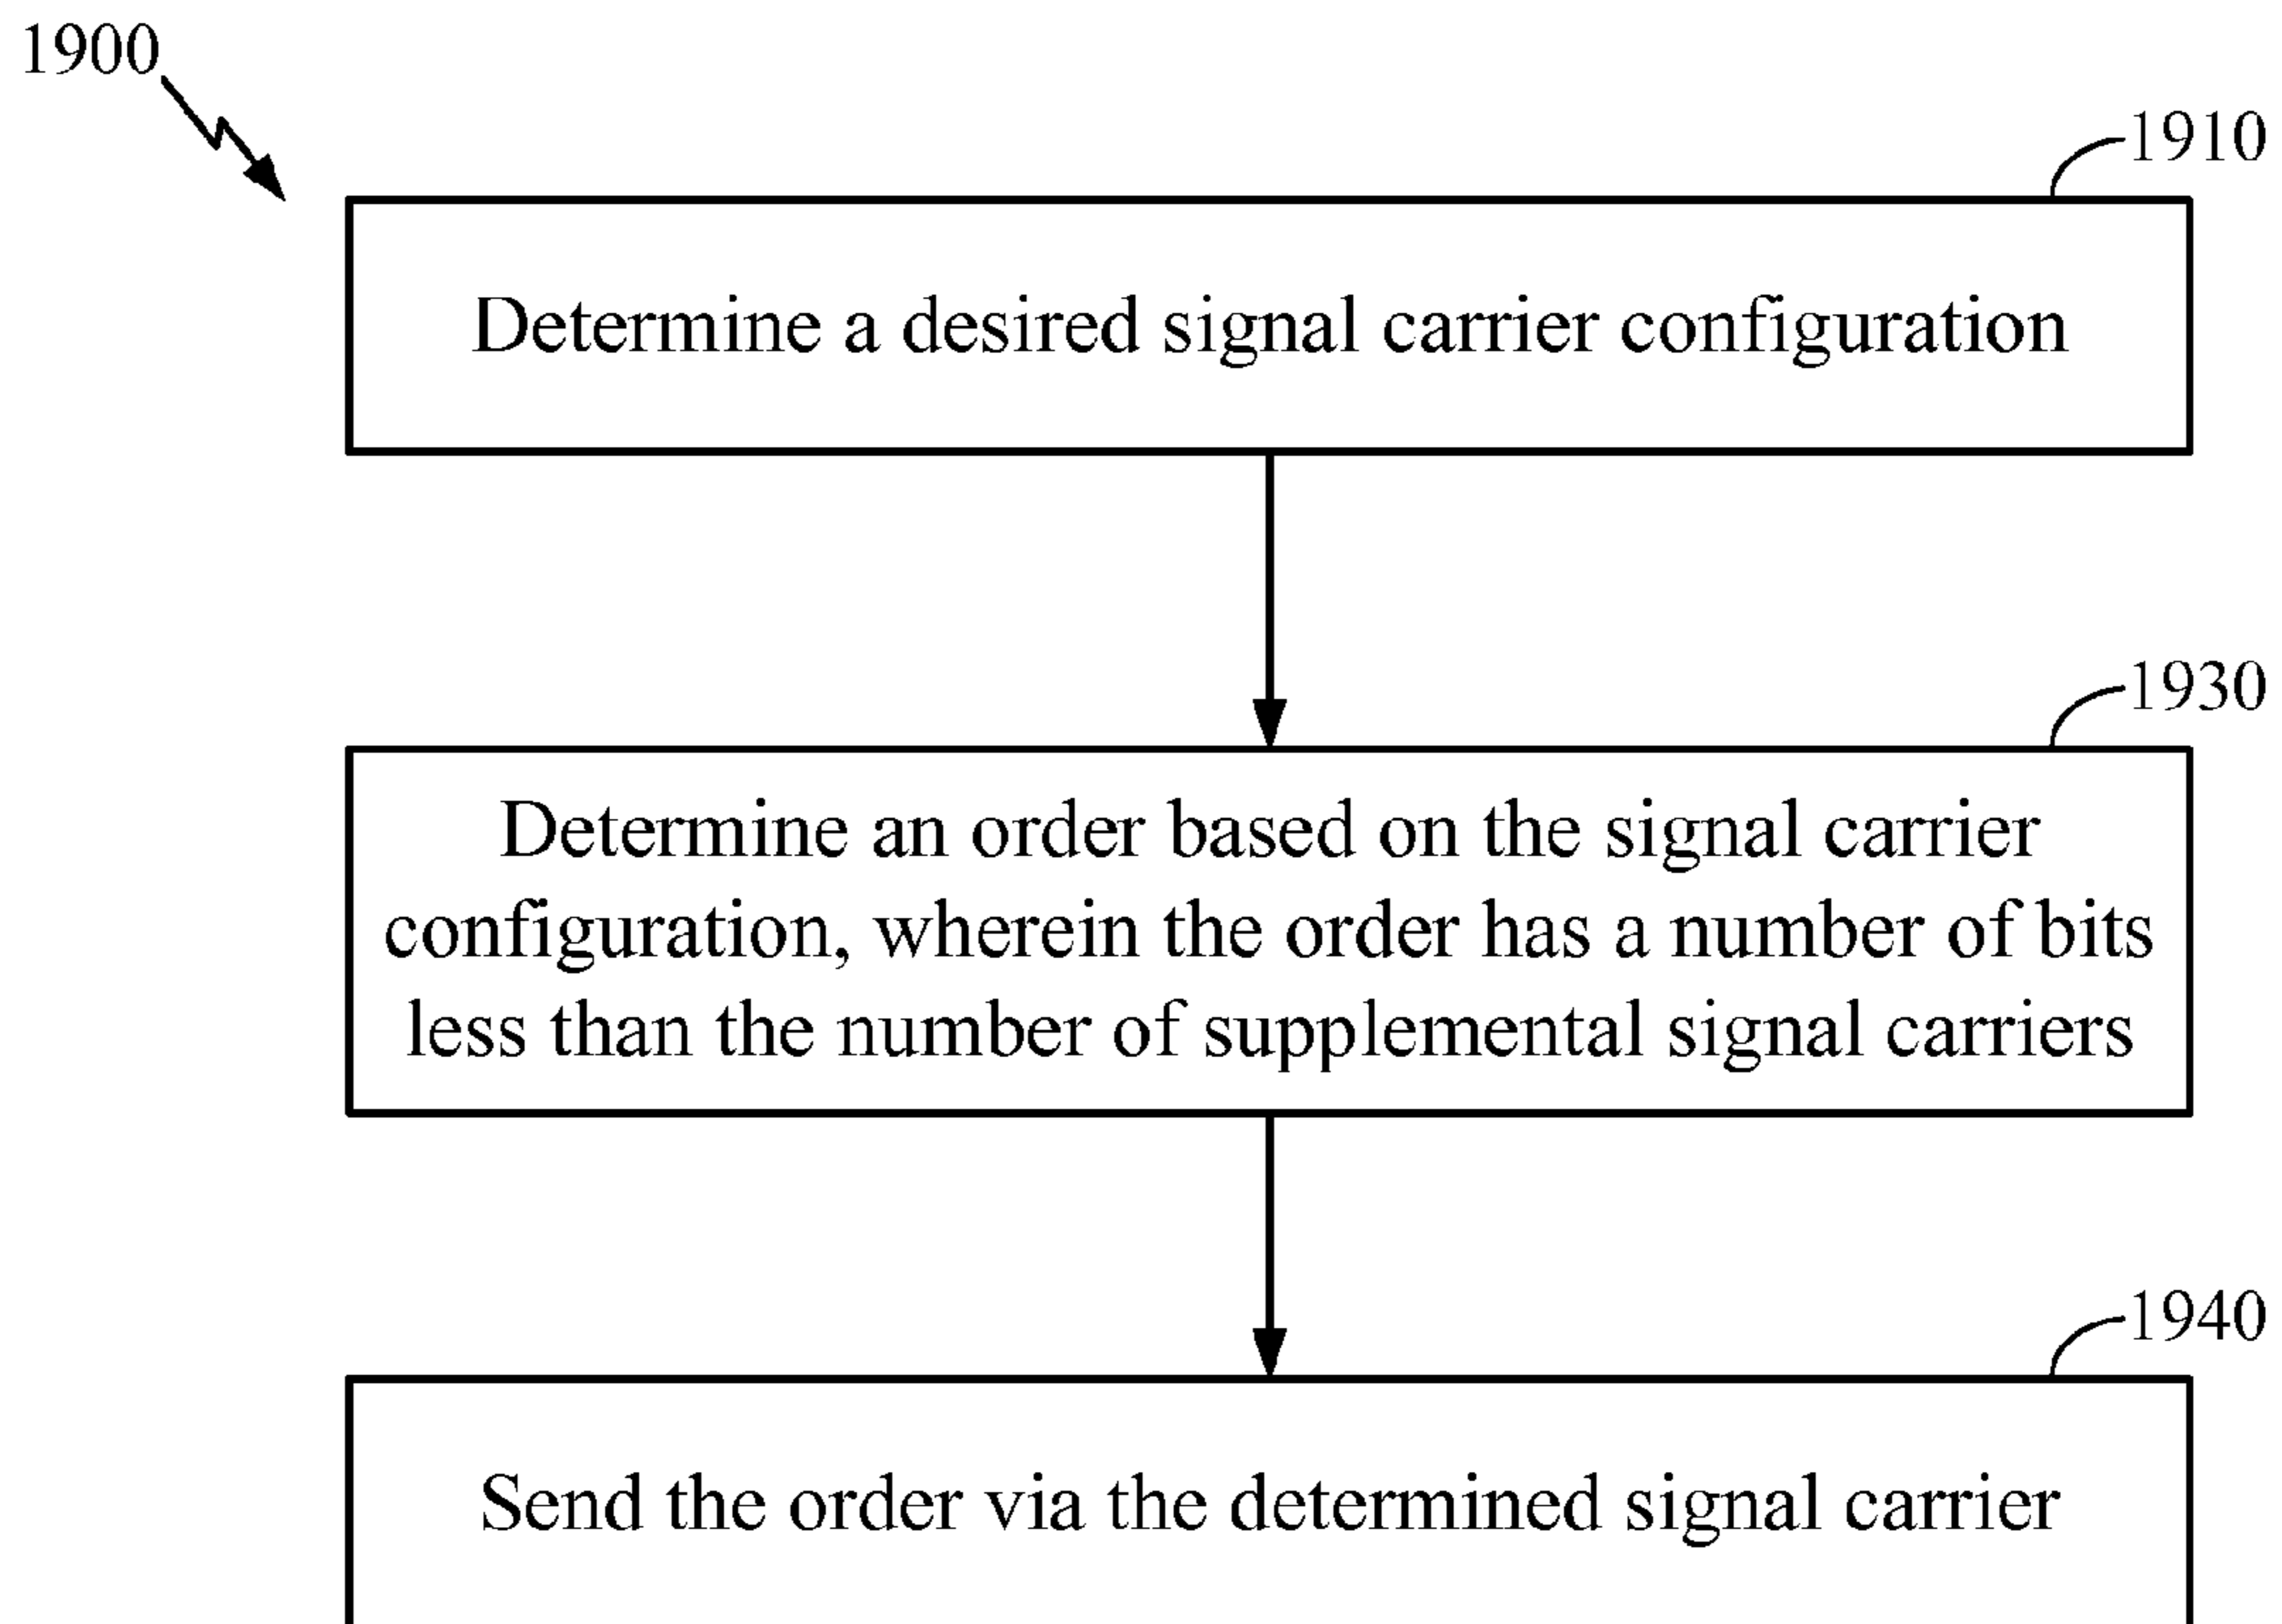 1900
1910
Determine a desired signal carrier configuration
1930
Determine an order based on the signal carrier
configuration, wherein the order has a number of bits
less than the number of supplemental signal carriers
1940
Send the order via the determined signal carrier